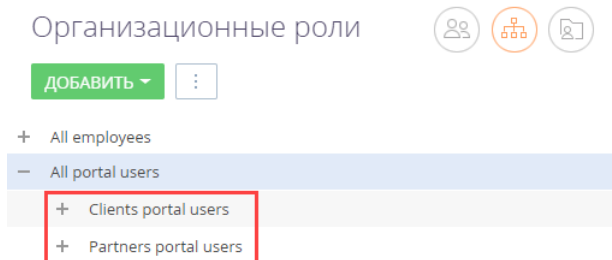 Организационные роли
ДОБАВИТЬ
All employees
All portal users
Clients portal users
Partners portal users